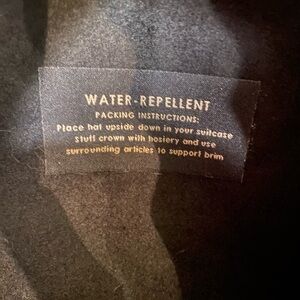 WATER-REPELLENT
PACKING INSTRUCTIONS:
Place hat upside down in your suitcase
Stuff crown with hosiery and use
surrounding articles to support brim